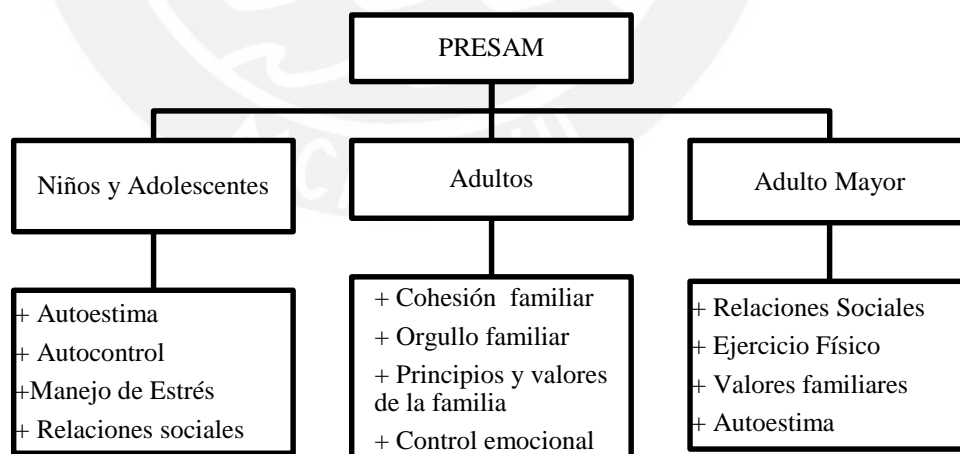 PRESAM
Niños y Adolescentes
Adultos
Adulto Mayor
+ Autoestima
+ Autocontrol
+Manejo de Estrés
+ Relaciones sociales
+ Cohesión familiar
+ Orgullo familiar
+ Principios y valores
de la familia
+ Control emocional
+ Relaciones Sociales
+ Ejercicio Físico
+ Valores familiares
+ Autoestima